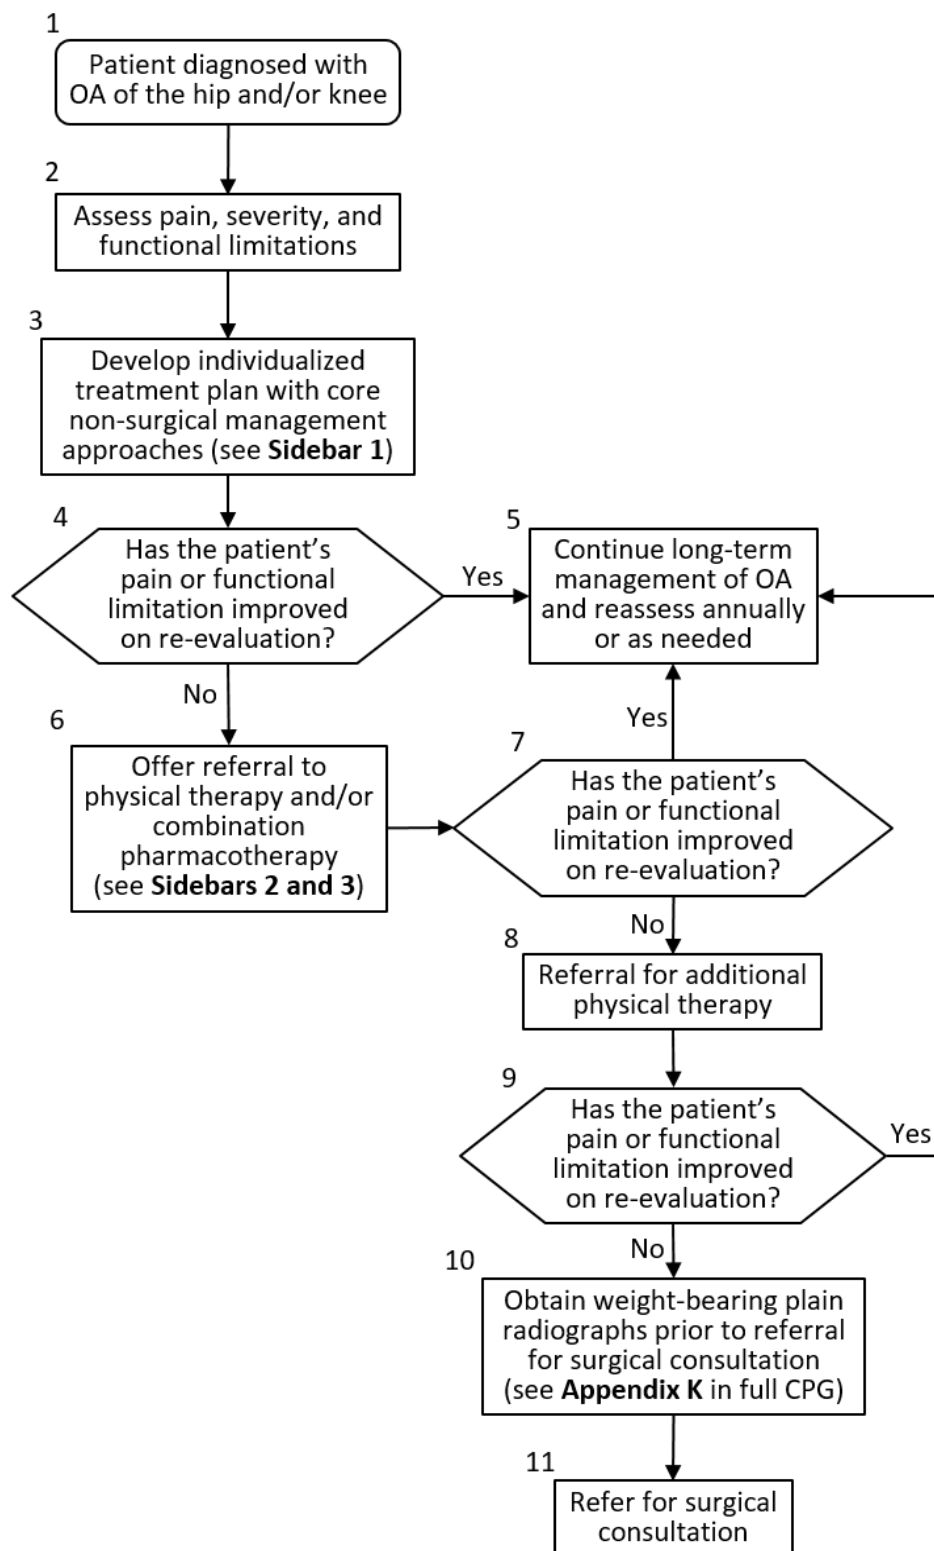 1
Patient diagnosed with
OA of the hip and/or knee
2
Assess pain, severity, and
functional limitations
3
Develop individualized
treatment plan with core
non-surgical management
approaches (see Sidebar 1)
4
Has the patient’s
pain or functional
limitation improved
on re-evaluation?
Yes
5
Continue long-term
management of OA
and reassess annually
or as needed
No
6
Offer referral to
physical therapy and/or
combination
pharmacotherapy
(see Sidebars 2 and 3)
Yes
7
Has the patient’s
pain or functional
limitation improved
on re-evaluation?
No
8
Referral for additional
physical therapy
9
Has the patient’s
pain or functional
limitation improved
on re-evaluation?
Yes
No
10
Obtain weight-bearing plain
radiographs prior to referral
for surgical consultation
(see Appendix K in full CPG)
11
Refer for surgical
consultation